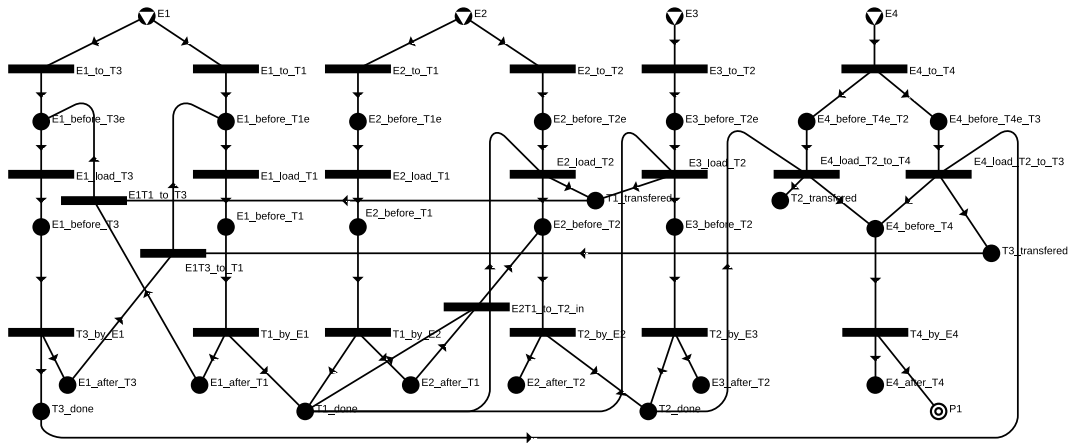 E1
E2
E3
E4
E1_to_T3
E1_to_T1
E2_to_T1
E2_to_T2
E3_to_T2
E4_to_T4
E1_before_T3e
E1_before_T1e
E2_before_T1e
E2_before_T2e
E3_before_T2e
E4_before_T4e_T2
E4_before_T4e_T3
E1_load_T3
E1_load_T1
E2_load_T1
E2_load_T2
E3_load_T2
E4_load_T2_to_T4
E4_load_T2_to_T3
E1T1_to_T3
T1_transfered
T2_transfered
E1_before_T3
E1_before_T1
E2_before_T1
E2_before_T2
E3_before_T2
E4_before_T4
T3_transfered
E1T3_to_T1
E2T1_to_T2_in
T3_by_E1
T1_by_E1
T1_by_E2
T2_by_E2
T2_by_E3
T4_by_E4
E1_after_T3
E1_after_T1
E2_after_T1
E2_after_T2
E3_after_T2
E4_after_T4
T3_done
T1_done
T2_done
P1